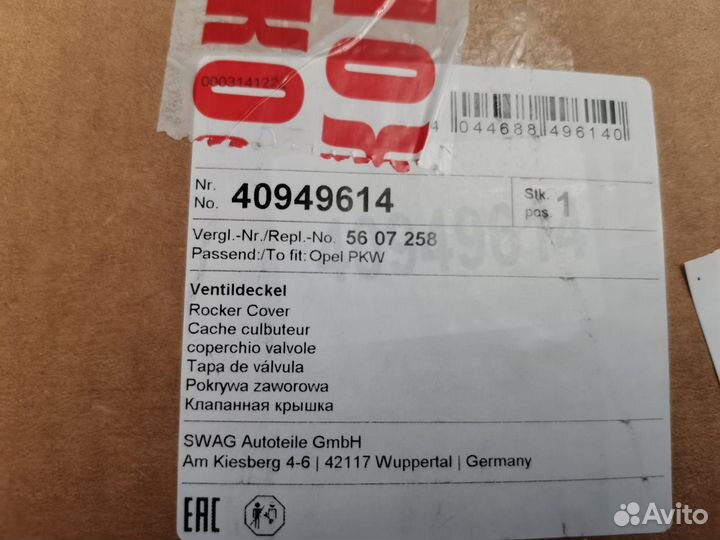 000314122
4 044688 496140
Nr.
No. 40949614
Stk.
pos. 1
Vergl.-Nr./Repl.-No. 56 07 258
Passend:/To fit: Opel PKW
Ventildeckel
Rocker Cover
Cache culbuteur
coperchio valvole
Tapa de válvula
Pokrywa zaworowa
Клапанная крышка
SWAG Autoteile GmbH
Am Kiesberg 4-6 | 42117 Wuppertal | Germany
EAC
Avito